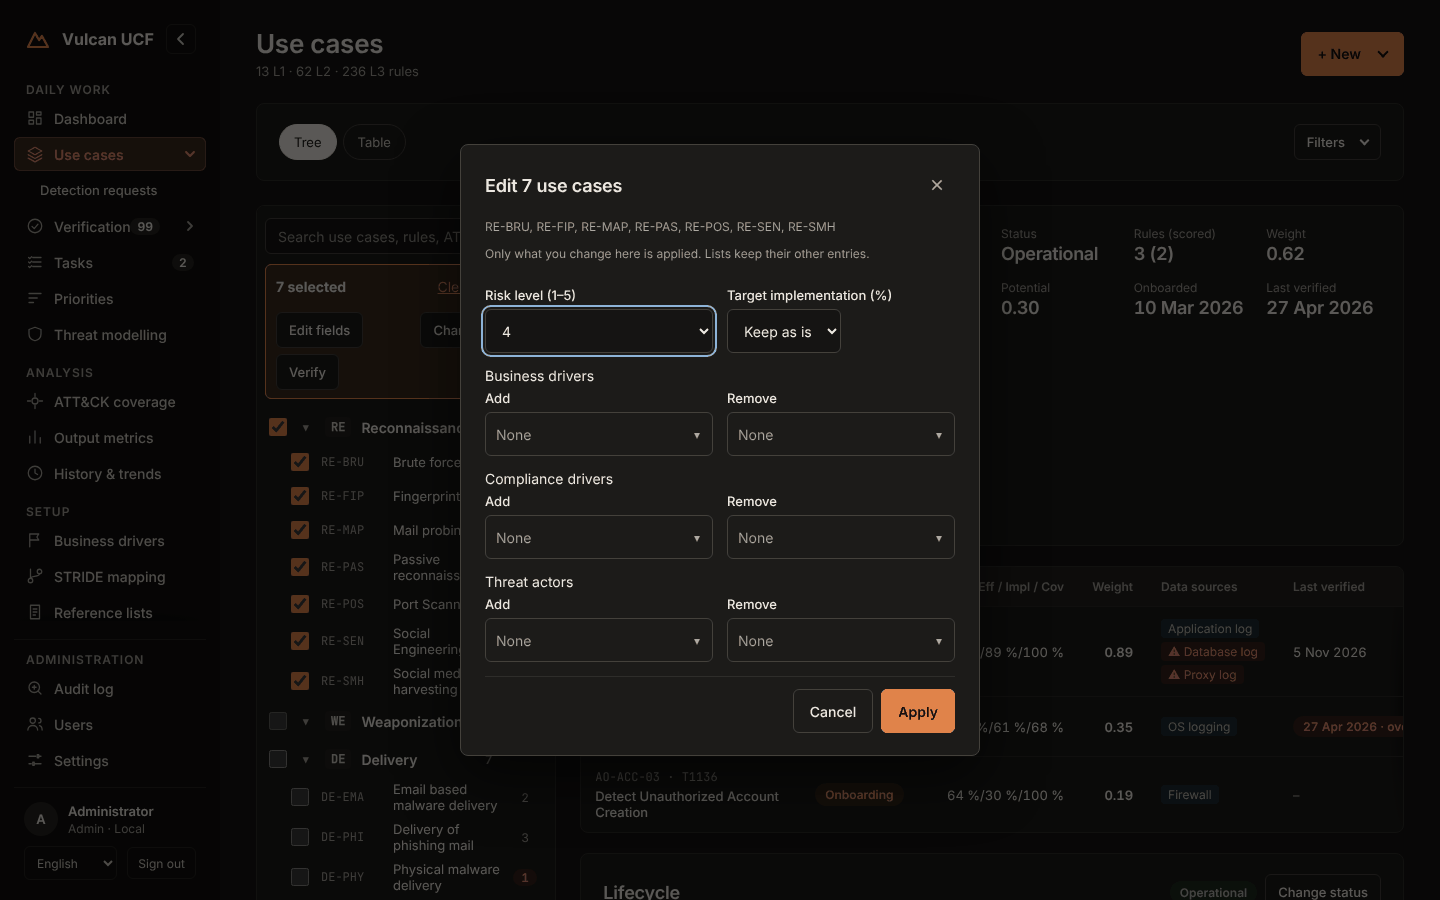 Vulcan UCF
DAILY WORK
Dashboard
Use cases
Detection requests
Verification 99
Tasks 2
Priorities
Threat modelling
ANALYSIS
ATT&CK coverage
Output metrics
History & trends
SETUP
Business drivers
STRIDE mapping
Reference lists
ADMINISTRATION
Audit log
Users
Settings
A
Administrator
Admin · Local
English
Sign out
Use cases
13 L1 · 62 L2 · 236 L3 rules
+ New
Tree
Table
Filters
Search use cases, rules, AT
7 selected
Edit fields
Verify
RE
RE-BRU Brute force
RE-FIP
RE-MAP
RE-PAS Passive
RE-POS
RE-SEN Social
RE-SMH
harvesting
WE Weaponization
DE Delivery 7
DE-EMA Email based
malware delivery 2
DE-PHI Delivery of
phishing mail 3
DE-PHY Physical malware
delivery 1
Edit 7 use cases
×
RE-BRU, RE-FIP, RE-MAP, RE-PAS, RE-POS, RE-SEN, RE-SMH
Only what you change here is applied. Lists keep their other entries.
Risk level (1–5)
Target implementation (%)
4
Keep as is
Business drivers
Add
Remove
None
None
Compliance drivers
Add
Remove
None
None
Threat actors
Add
Remove
None
None
Cancel
Apply
Status
Operational
Rules (scored)
3 (2)
Weight
0.62
Potential
0.30
Onboarded
10 Mar 2026
Last verified
27 Apr 2026
Eff / Impl / Cov
Weight
Data sources
Last verified
/89 %/100 %
0.89
Application log
Database log
Proxy log
5 Nov 2026
%/61 %/68 %
0.35
OS logging
27 Apr 2026
AO-ACC-03 · T1136
Detect Unauthorized Account
Creation
Onboarding
64 %/30 %/100 %
0.19
Firewall
–
Lifecycle
Operational
Change status